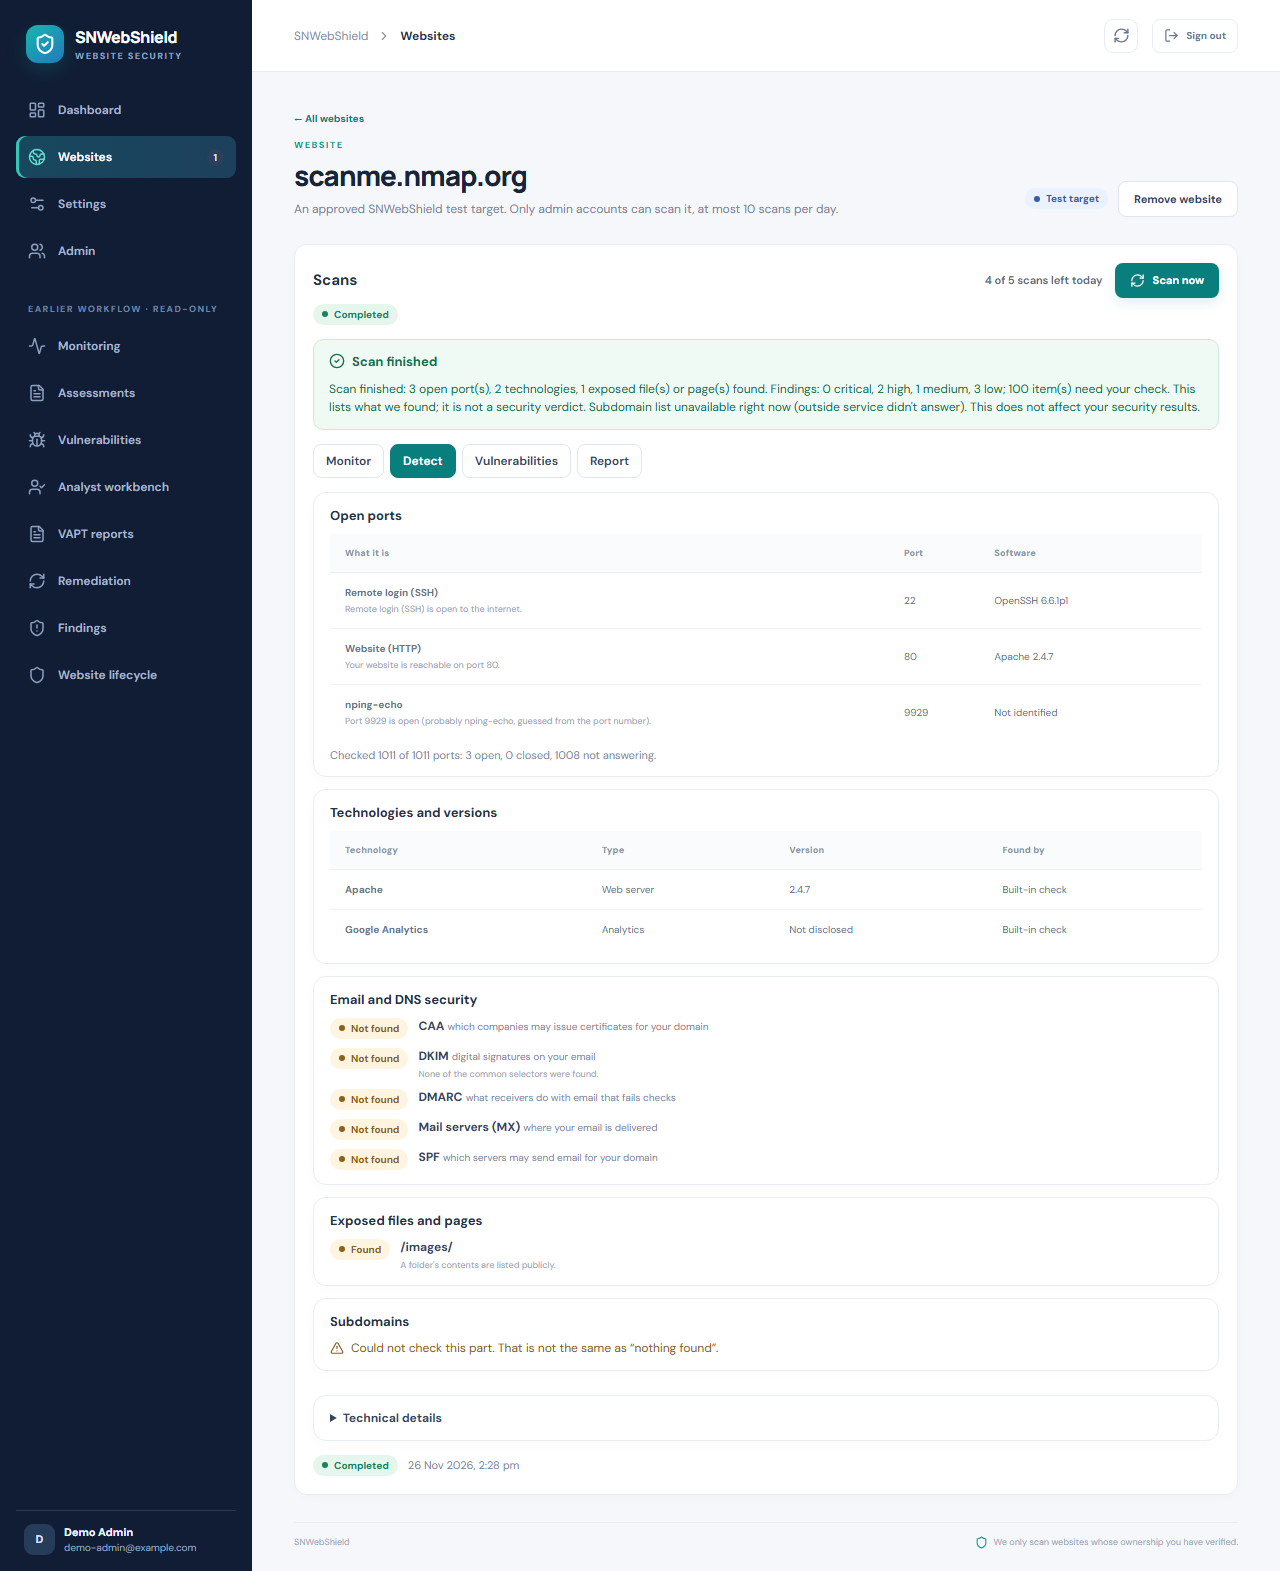 SNWebShield
WEBSITE SECURITY
Dashboard
Websites 1
Settings
Admin
EARLIER WORKFLOW · READ-ONLY
Monitoring
Assessments
Vulnerabilities
Analyst workbench
VAPT reports
Remediation
Findings
Website lifecycle
D
Demo Admin
demo-admin@example.com
SNWebShield > Websites
Sign out
← All websites
WEBSITE
scanme.nmap.org
An approved SNWebShield test target. Only admin accounts can scan it, at most 10 scans per day.
Test target
Remove website
Scans
4 of 5 scans left today
Scan now
Completed
Scan finished
Scan finished: 3 open port(s), 2 technologies, 1 exposed file(s) or page(s) found. Findings: 0 critical, 2 high, 1 medium, 3 low; 100 item(s) need your check. This
lists what we found; it is not a security verdict. Subdomain list unavailable right now (outside service didn't answer). This does not affect your security results.
Monitor Detect Vulnerabilities Report
Open ports
What it is Port Software
Remote login (SSH)
Remote login (SSH) is open to the internet.
22 OpenSSH 6.6.1p1
Website (HTTP)
Your website is reachable on port 80.
80 Apache 2.4.7
nping-echo
Port 9929 is open (probably nping-echo, guessed from the port number).
9929 Not identified
Checked 1011 of 1011 ports: 3 open, 0 closed, 1008 not answering.
Technologies and versions
Technology Type Version Found by
Apache Web server 2.4.7 Built-in check
Google Analytics Analytics Not disclosed Built-in check
Email and DNS security
Not found CAA which companies may issue certificates for your domain
Not found DKIM digital signatures on your email
None of the common selectors were found.
Not found DMARC what receivers do with email that fails checks
Not found Mail servers (MX) where your email is delivered
Not found SPF which servers may send email for your domain
Exposed files and pages
Found /images/
A folder's contents are listed publicly.
Subdomains
Could not check this part. That is not the same as “nothing found”.
Technical details
Completed 26 Nov 2026, 2:28 pm
SNWebShield
We only scan websites whose ownership you have verified.